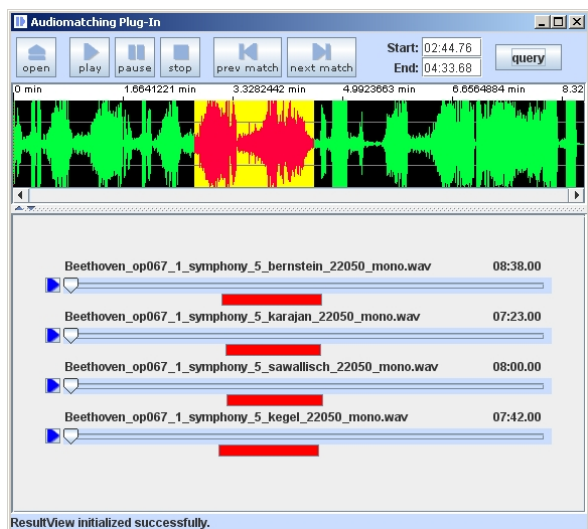 Audiomatching Plug-In
open play pause stop prev match next match Start: 02:44.76 query
End: 04:33.68
0 min 1.6641221 min 3.3282442 min 4.9923663 min 6.6564884 min 8.32
Beethoven_op067_1_symphony_5_bernstein_22050_mono.wav 08:38.00
Beethoven_op067_1_symphony_5_karajan_22050_mono.wav 07:23.00
Beethoven_op067_1_symphony_5_sawallisch_22050_mono.wav 08:00.00
Beethoven_op067_1_symphony_5_kegel_22050_mono.wav 07:42.00
ResultView initialized successfully.